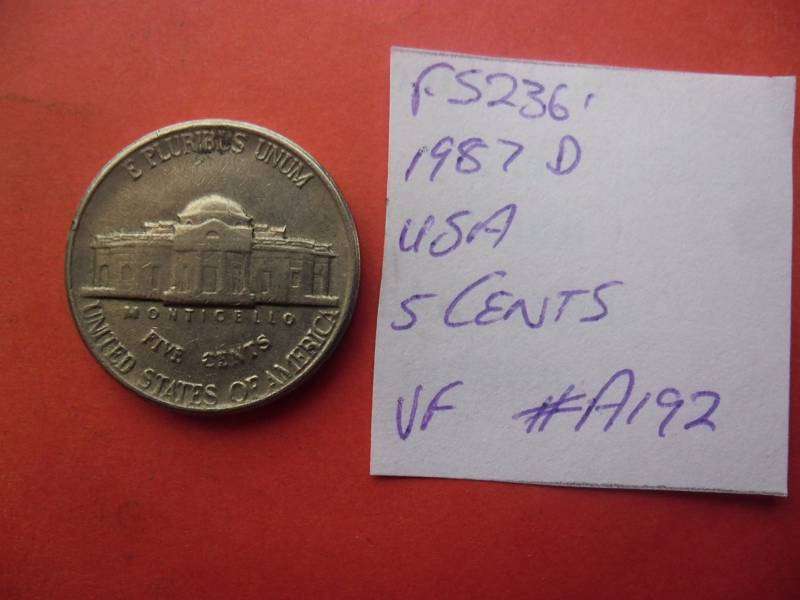 E PLURIBUS UNUM
MONTICELLO
FIVE CENTS
UNITED STATES OF AMERICA
FS236'
1987 D
USA
5 CENTS
VF #A192